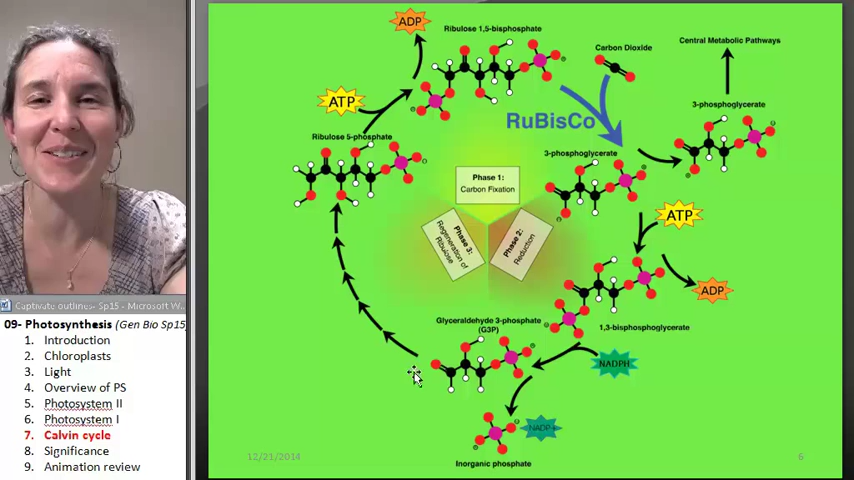 ADP
Ribulose 1,5-bisphosphate
Carbon Dioxide
Central Metabolic Pathways
ATP
RuBisCo
3-phosphoglycerate
Ribulose 5-phosphate
3-phosphoglycerate
Phase 1:
Carbon Fixation
ATP
Phase 3:
Regeneration of
Ribulose
Phase 2:
Reduction
ADP
Glyceraldehyde 3-phosphate
(G3P)
1,3-bisphosphoglycerate
NADPH
NADP+
Inorganic phosphate
12/21/2014
6
Captivate outlines- Sp15 - Microsoft W...
09- Photosynthesis (Gen Bio Sp15)
1. Introduction
2. Chloroplasts
3. Light
4. Overview of PS
5. Photosystem II
6. Photosystem I
7. Calvin cycle
8. Significance
9. Animation review